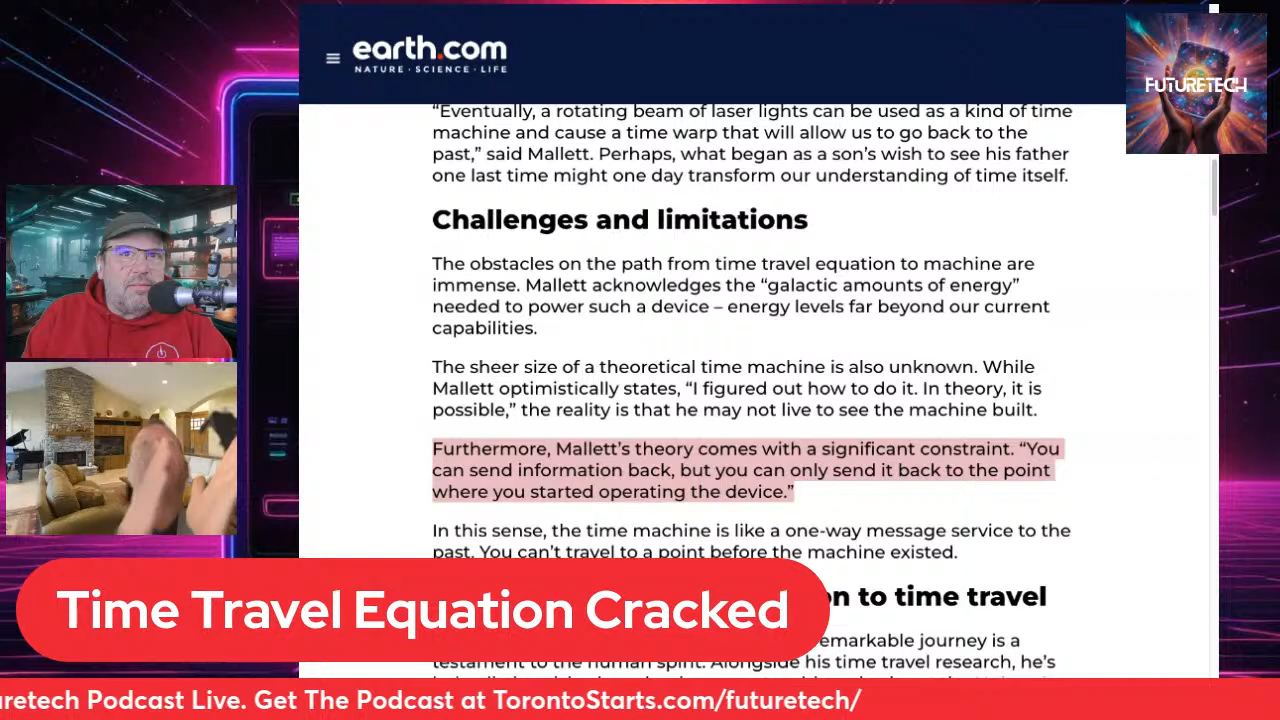 earth.com
NATURE · SCIENCE · LIFE
FUTURETECH
“Eventually, a rotating beam of laser lights can be used as a kind of time
machine and cause a time warp that will allow us to go back to the
past,” said Mallett. Perhaps, what began as a son’s wish to see his father
one last time might one day transform our understanding of time itself.
Challenges and limitations
The obstacles on the path from time travel equation to machine are
immense. Mallett acknowledges the “galactic amounts of energy”
needed to power such a device – energy levels far beyond our current
capabilities.
The sheer size of a theoretical time machine is also unknown. While
Mallett optimistically states, “I figured out how to do it. In theory, it is
possible,” the reality is that he may not live to see the machine built.
Furthermore, Mallett’s theory comes with a significant constraint. “You
can send information back, but you can only send it back to the point
where you started operating the device.”
In this sense, the time machine is like a one-way message service to the
past. You can’t travel to a point before the machine existed.
on to time travel
emarkable journey is a
testament to the human spirit. Alongside his time travel research, he’s
Time Travel Equation Cracked
uretech Podcast Live. Get The Podcast at TorontoStarts.com/futuretech/